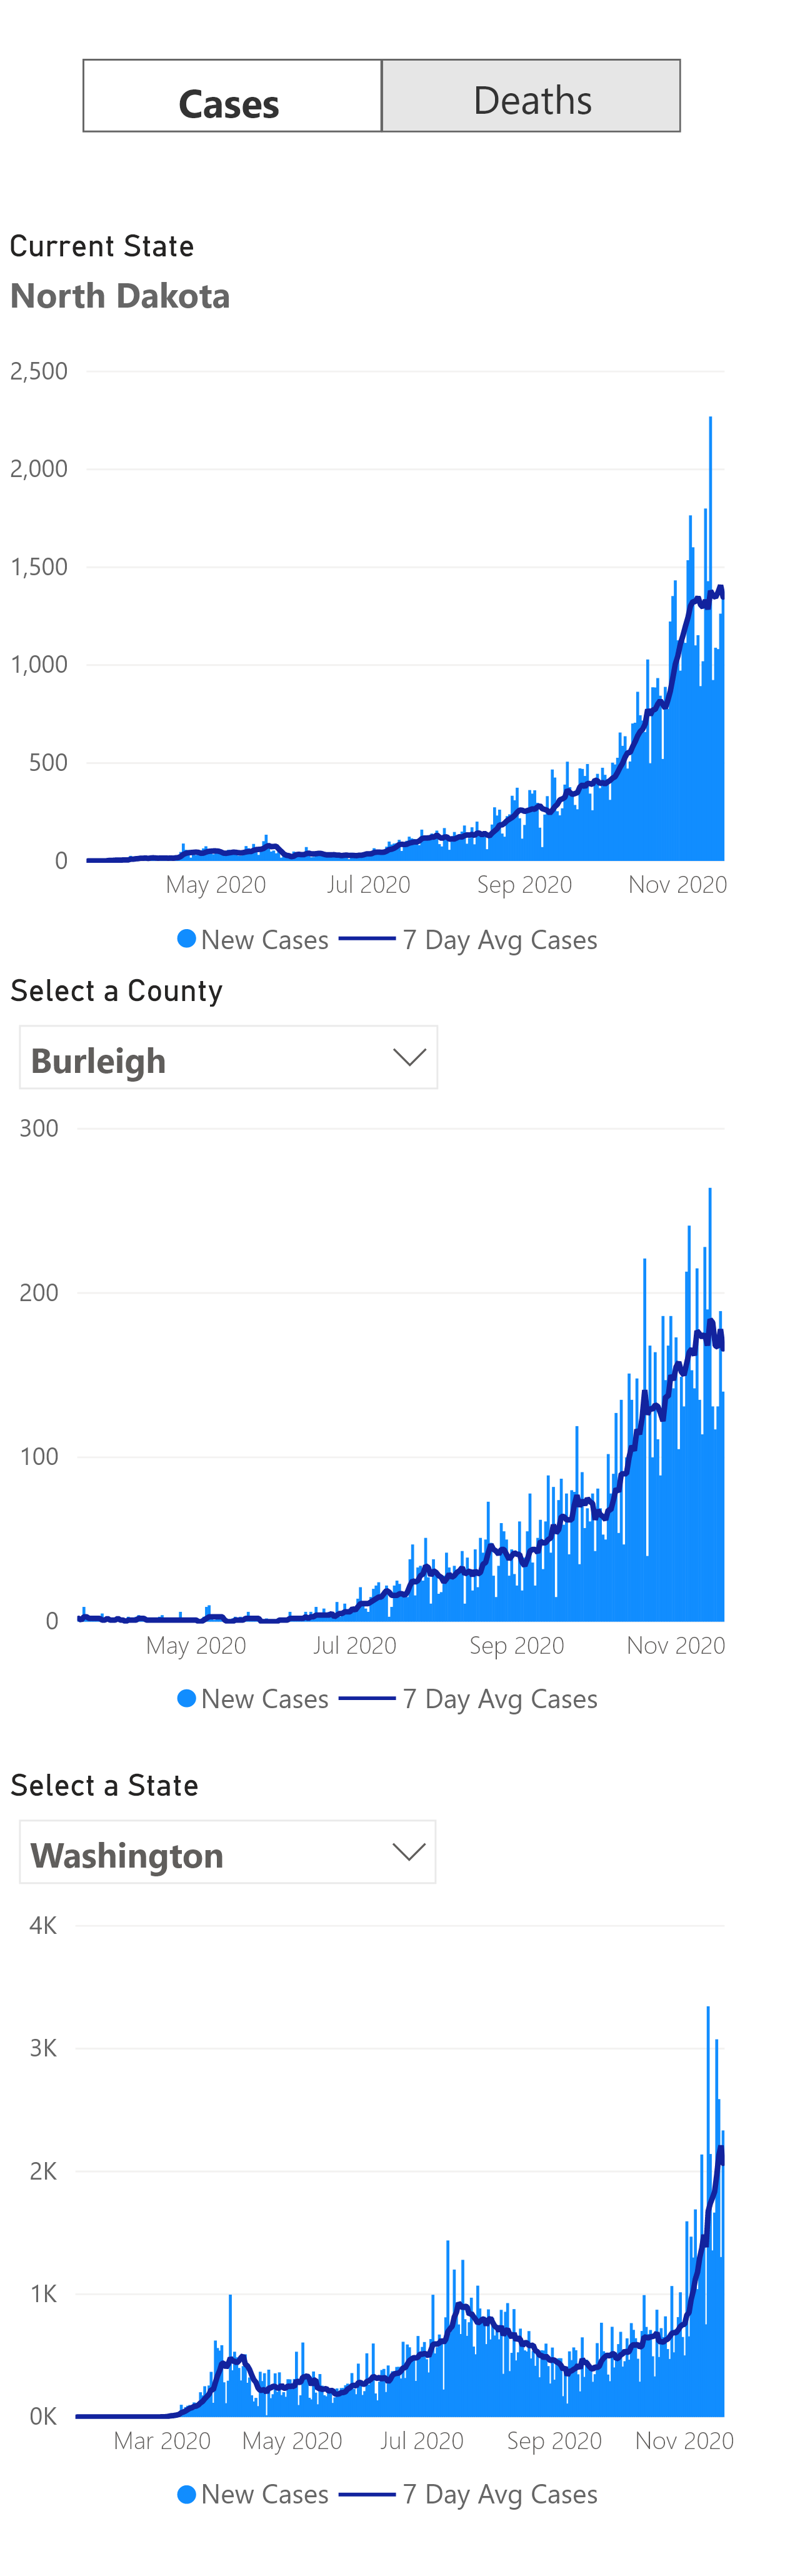 Cases Deaths
Current State
North Dakota
2,500
2,000
1,500
1,000
500
0
May 2020 Jul 2020 Sep 2020 Nov 2020
New Cases 7 Day Avg Cases
Select a County
Burleigh
300
200
100
0
May 2020 Jul 2020 Sep 2020 Nov 2020
New Cases 7 Day Avg Cases
Select a State
Washington
4K
3K
2K
1K
0K
Mar 2020 May 2020 Jul 2020 Sep 2020 Nov 2020
New Cases 7 Day Avg Cases